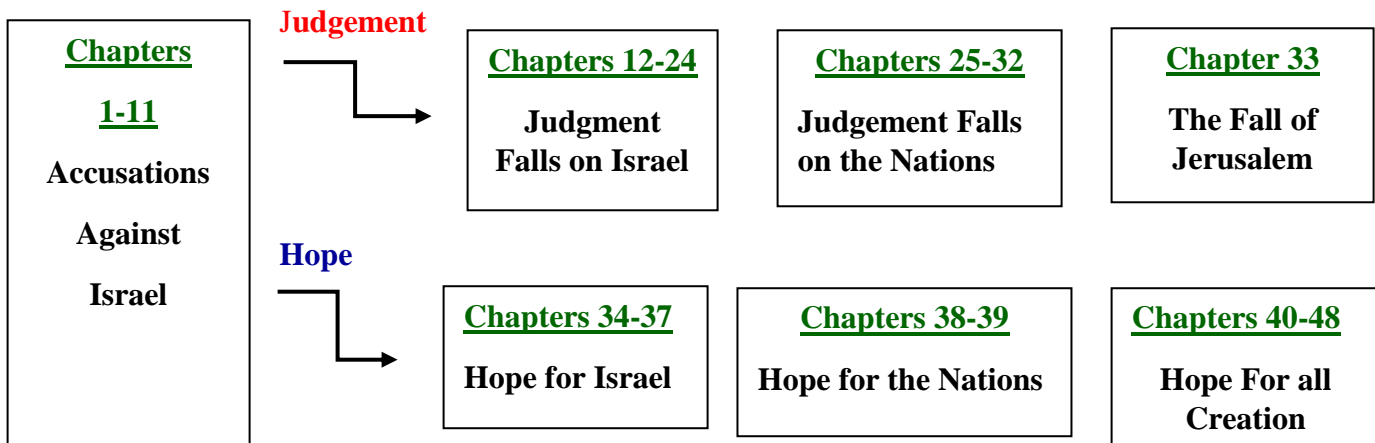 Chapters
1-11
Accusations
Against
Israel
Judgement
Chapters 12-24
Judgment
Falls on Israel
Chapters 25-32
Judgement Falls
on the Nations
Chapter 33
The Fall of
Jerusalem
Hope
Chapters 34-37
Hope for Israel
Chapters 38-39
Hope for the Nations
Chapters 40-48
Hope For all
Creation